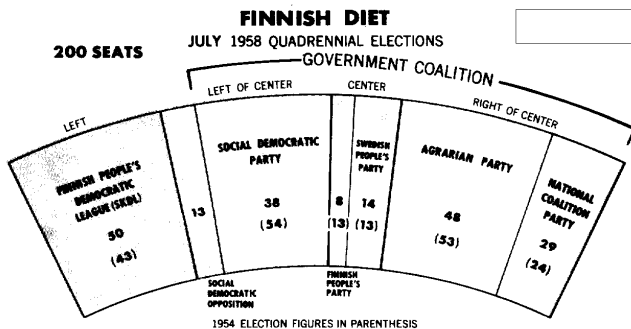 FINNISH DIET
JULY 1958 QUADRENNIAL ELECTIONS
200 SEATS
GOVERNMENT COALITION
LEFT
LEFT OF CENTER
CENTER
RIGHT OF CENTER
FINNISH PEOPLE'S
DEMOCRATIC
LEAGUE (SKDL)
50
(43)
13
SOCIAL DEMOCRATIC
PARTY
38
(54)
8
(13)
SWEDISH
PEOPLE'S
PARTY
14
(13)
AGRARIAN PARTY
48
(53)
NATIONAL
COALITION
PARTY
29
(24)
SOCIAL
DEMOCRATIC
OPPOSITION
FINNISH
PEOPLE'S
PARTY
1954 ELECTION FIGURES IN PARENTHESIS